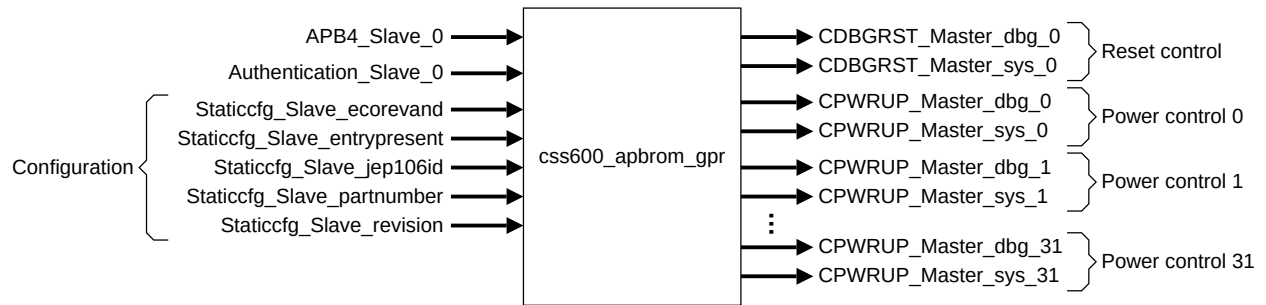 APB4_Slave_0
Authentication_Slave_0
Configuration
Staticcfg_Slave_ecorevand
Staticcfg_Slave_entrypresent
Staticcfg_Slave_jep106id
Staticcfg_Slave_partnumber
Staticcfg_Slave_revision
css600_apbrom_gpr
CDBGRST_Master_dbg_0
CDBGRST_Master_sys_0
Reset control
CPWRUP_Master_dbg_0
CPWRUP_Master_sys_0
Power control 0
CPWRUP_Master_dbg_1
CPWRUP_Master_sys_1
Power control 1
CPWRUP_Master_dbg_31
CPWRUP_Master_sys_31
Power control 31